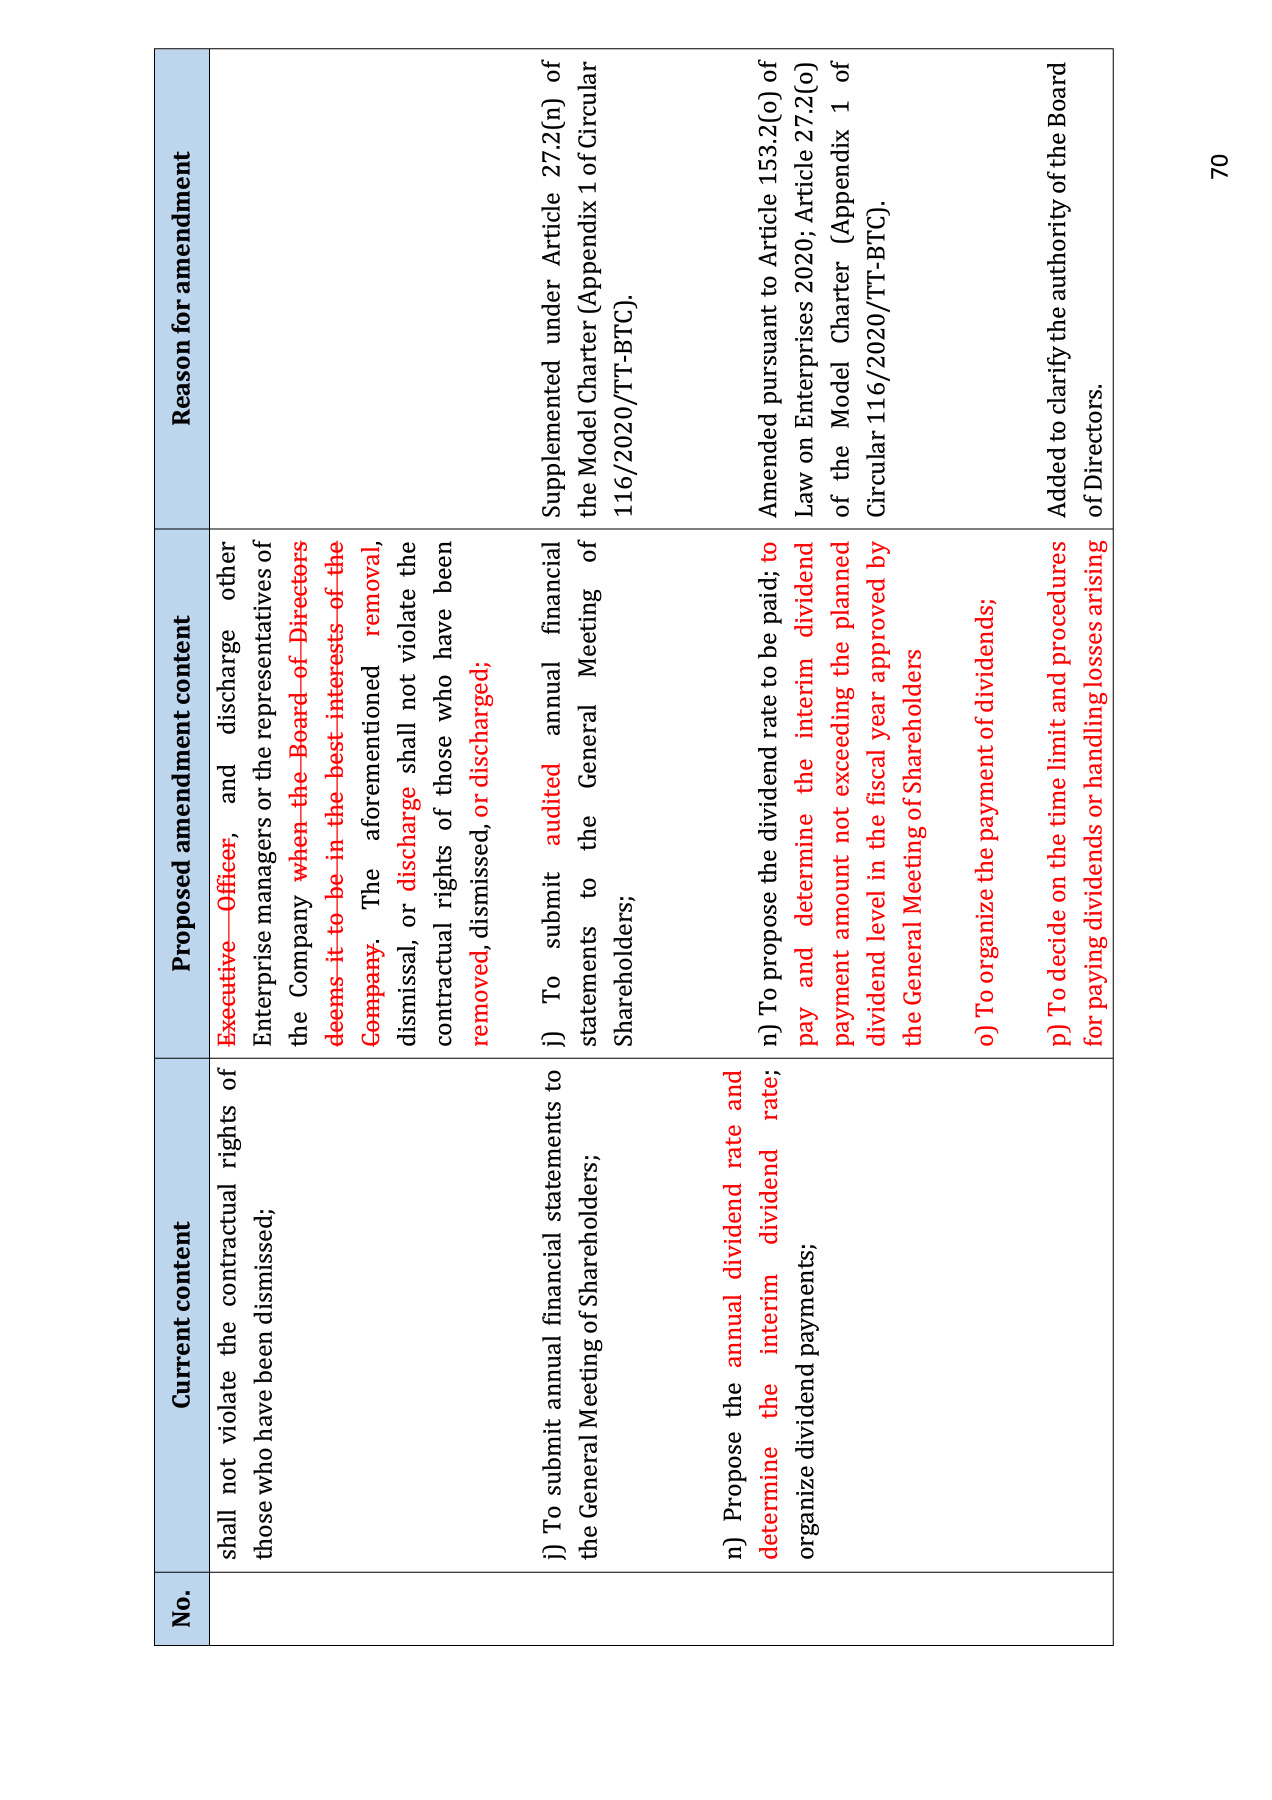 No.
Current content
Proposed amendment content
Reason for amendment
shall not violate the contractual rights of
those who have been dismissed;
j) To submit annual financial statements to
the General Meeting of Shareholders;
n) Propose the annual dividend rate and
determine the interim dividend rate;
organize dividend payments;
Executive Officer, and discharge other
Enterprise managers or the representatives of
the Company when the Board of Directors
deems it to be in the best interests of the
Company. The aforementioned removal,
dismissal, or discharge shall not violate the
contractual rights of those who have been
removed, dismissed, or discharged;
j) To submit audited annual financial
statements to the General Meeting of
Shareholders;
n) To propose the dividend rate to be paid; to
pay and determine the interim dividend
payment amount not exceeding the planned
dividend level in the fiscal year approved by
the General Meeting of Shareholders
o) To organize the payment of dividends;
p) To decide on the time limit and procedures
for paying dividends or handling losses arising
Supplemented under Article 27.2(n) of
the Model Charter (Appendix 1 of Circular
116/2020/TT-BTC).
Amended pursuant to Article 153.2(o) of
Law on Enterprises 2020; Article 27.2(o)
of the Model Charter (Appendix 1 of
Circular 116/2020/TT-BTC).
Added to clarify the authority of the Board
of Directors.
70